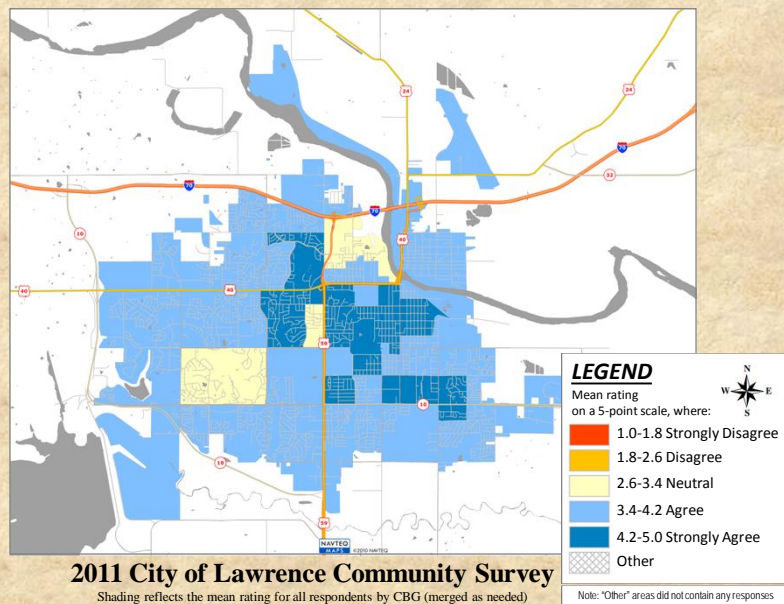 24
24
70
70
32
70
10
40
40
40
59
10
10
59
NAVTEQ
MAPS ©2010 NAVTEQ
LEGEND
Mean rating
on a 5-point scale, where:
N
W E
S
1.0-1.8 Strongly Disagree
1.8-2.6 Disagree
2.6-3.4 Neutral
3.4-4.2 Agree
4.2-5.0 Strongly Agree
Other
2011 City of Lawrence Community Survey
Shading reflects the mean rating for all respondents by CBG (merged as needed)
Note: "Other" areas did not contain any responses